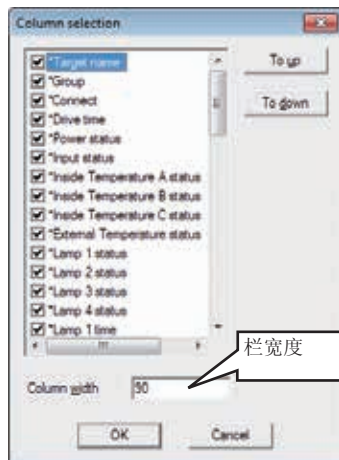 Column selection
*Target name
To up
*Group
*Connect
To down
*Drive time
*Power status
*Input status
*Inside Temperature A status
*Inside Temperature B status
*Inside Temperature C status
*External Temperature status
*Lamp 1 status
*Lamp 2 status
*Lamp 3 status
*Lamp 4 status
*Lamp 1 time
栏宽度
Column width 90
OK Cancel